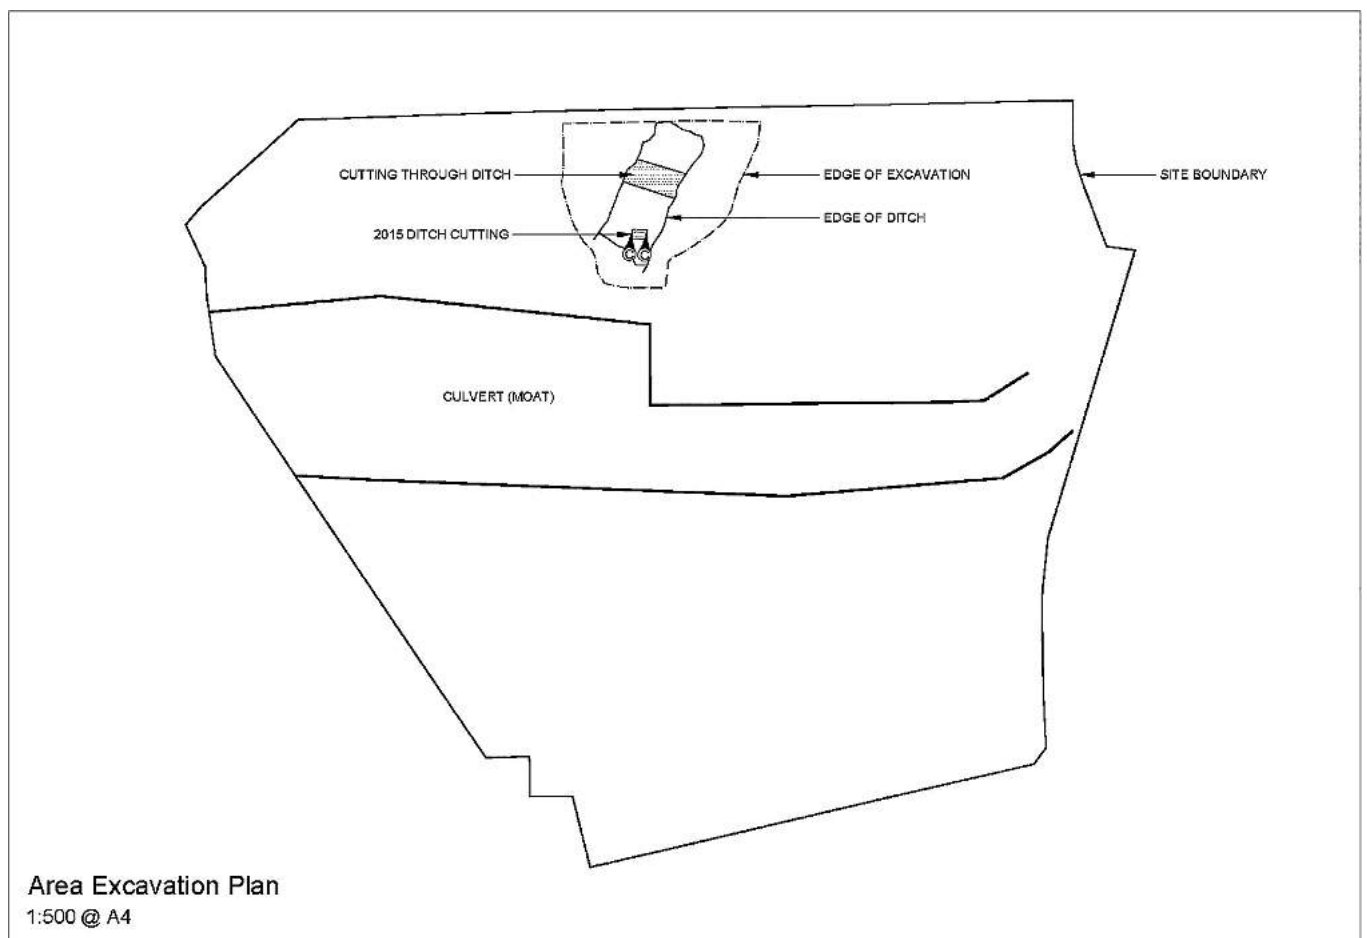 CUTTING THROUGH DITCH
EDGE OF EXCAVATION
SITE BOUNDARY
EDGE OF DITCH
2015 DITCH CUTTING
C C
CULVERT (MOAT)
Area Excavation Plan
1:500 @ A4